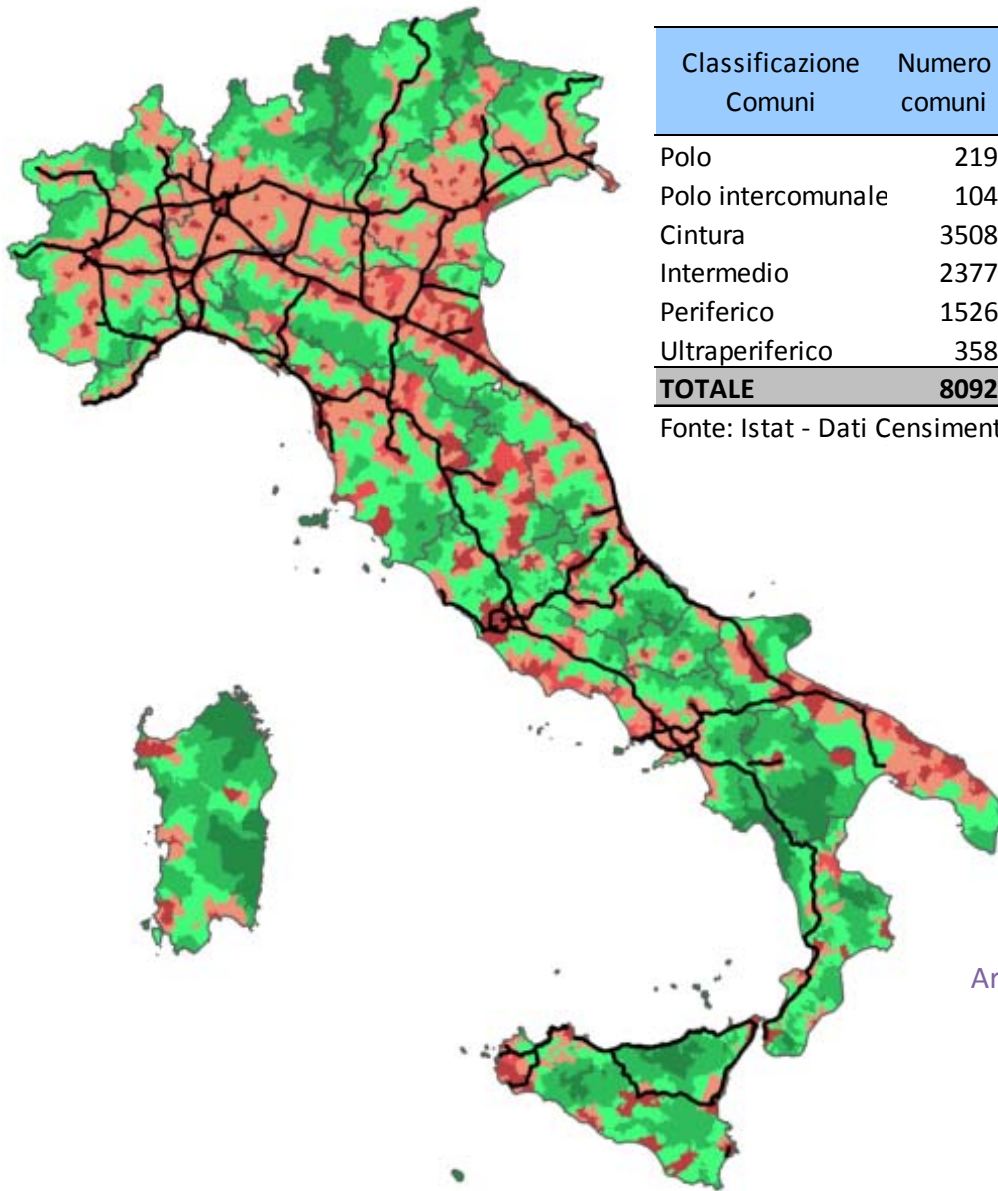 Classificazione Numero
Comuni comuni
Polo 219
Polo intercomunale 104
Cintura 3508
Intermedio 2377
Periferico 1526
Ultraperiferico 358
TOTALE 8092
Fonte: Istat - Dati Censiment
Ar